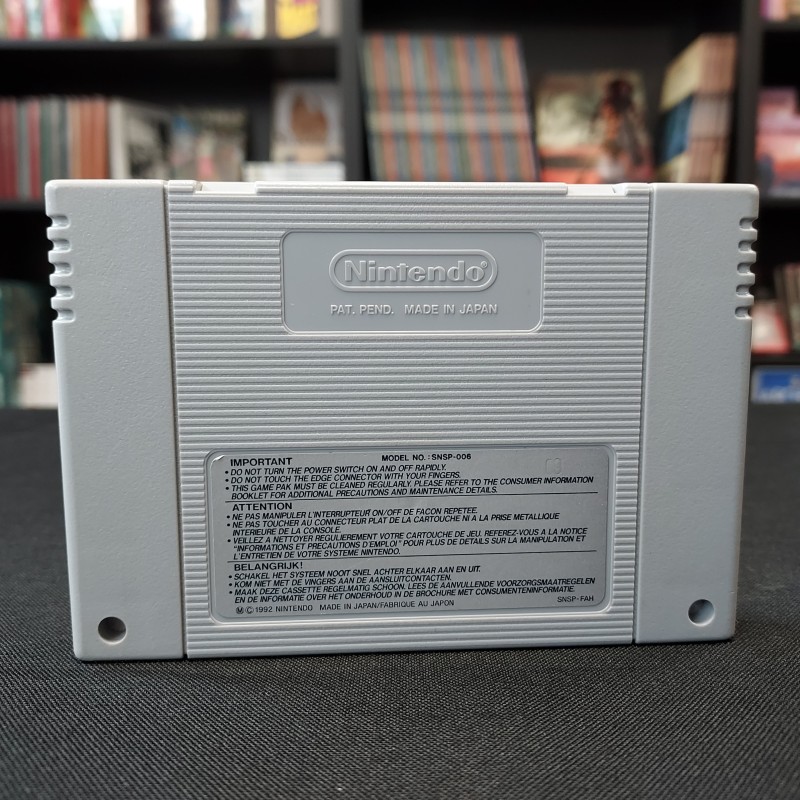 Nintendo®
PAT. PEND. MADE IN JAPAN
IMPORTANT MODEL NO.: SNSP-006
• DO NOT TURN THE POWER SWITCH ON AND OFF RAPIDLY.
• DO NOT TOUCH THE EDGE CONNECTOR WITH YOUR FINGERS.
• THIS GAME PAK MUST BE CLEANED REGULARLY. PLEASE REFER TO THE CONSUMER INFORMATION
BOOKLET FOR ADDITIONAL PRECAUTIONS AND MAINTENANCE DETAILS.
ATTENTION
• NE PAS MANIPULER L'INTERRUPTEUR ON/OFF DE FACON REPETEE.
• NE PAS TOUCHER AU CONNECTEUR PLAT DE LA CARTOUCHE NI A LA PRISE METALLIQUE
INTERIEURE DE LA CONSOLE.
• VEILLEZ A NETTOYER REGULIEREMENT VOTRE CARTOUCHE DE JEU. REFEREZ-VOUS A LA NOTICE
"INFORMATIONS ET PRECAUTIONS D'EMPLOI" POUR PLUS DE DETAILS SUR LA MANIPULATION ET
L'ENTRETIEN DE VOTRE SYSTEME NINTENDO.
BELANGRIJK!
• SCHAKEL HET SYSTEEM NOOIT SNEL ACHTER ELKAAR AAN EN UIT.
• KOM NIET MET DE VINGERS AAN DE AANSLUITCONTACTEN.
• MAAK DEZE CASSETTE REGELMATIG SCHOON. LEES DE AANVULLENDE VOORZORGSMAATREGELEN
EN DE INFORMATIE OVER HET ONDERHOUD IN DE BROCHURE MET CONSUMENTENINFORMATIE.
Ⓜ©1992 NINTENDO MADE IN JAPAN/FABRIQUE AU JAPON SNSP-FAH